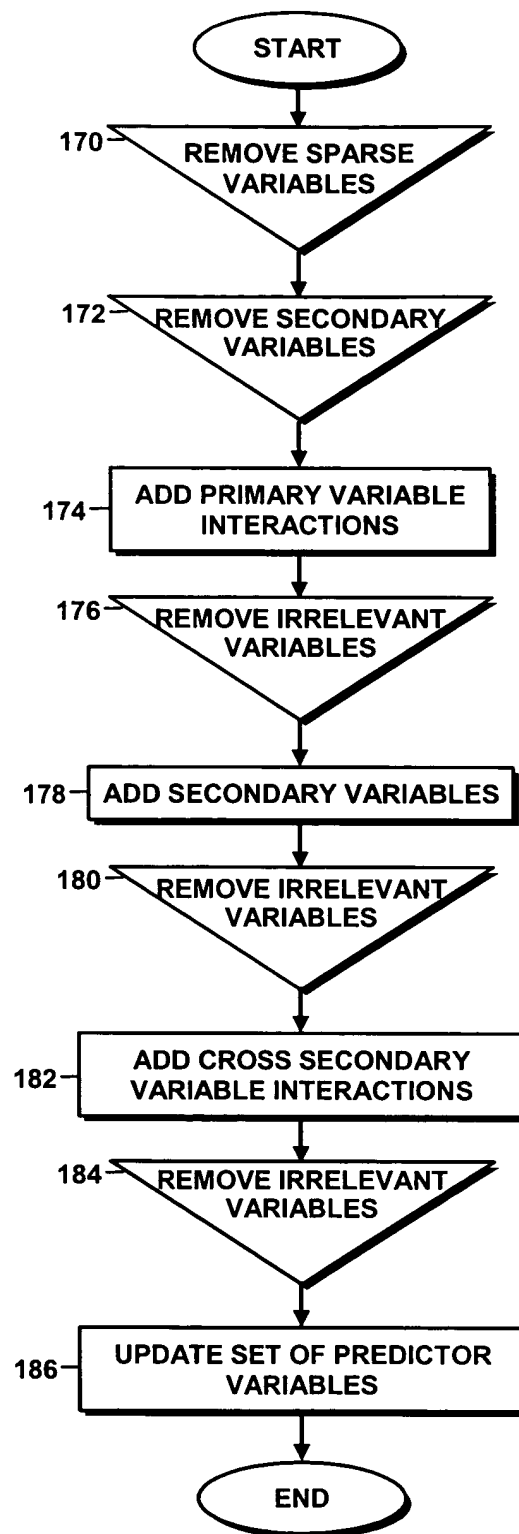 START
170
REMOVE SPARSE
VARIABLES
172
REMOVE SECONDARY
VARIABLES
174
ADD PRIMARY VARIABLE
INTERACTIONS
176
REMOVE IRRELEVANT
VARIABLES
178
ADD SECONDARY VARIABLES
180
REMOVE IRRELEVANT
VARIABLES
182
ADD CROSS SECONDARY
VARIABLE INTERACTIONS
184
REMOVE IRRELEVANT
VARIABLES
186
UPDATE SET OF PREDICTOR
VARIABLES
END